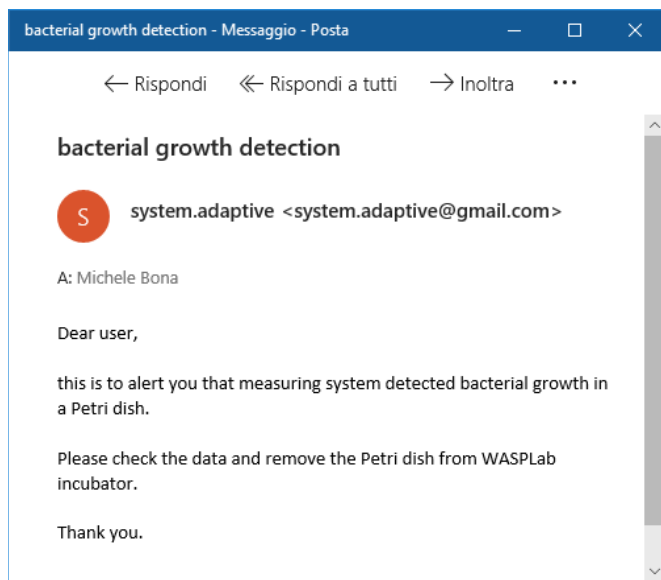 bacterial growth detection - Messaggio - Posta
Rispondi Rispondi a tutti Inoltra ...
bacterial growth detection
S
system.adaptive <system.adaptive@gmail.com>
A: Michele Bona
Dear user,
this is to alert you that measuring system detected bacterial growth in
a Petri dish.
Please check the data and remove the Petri dish from WASPLab
incubator.
Thank you.